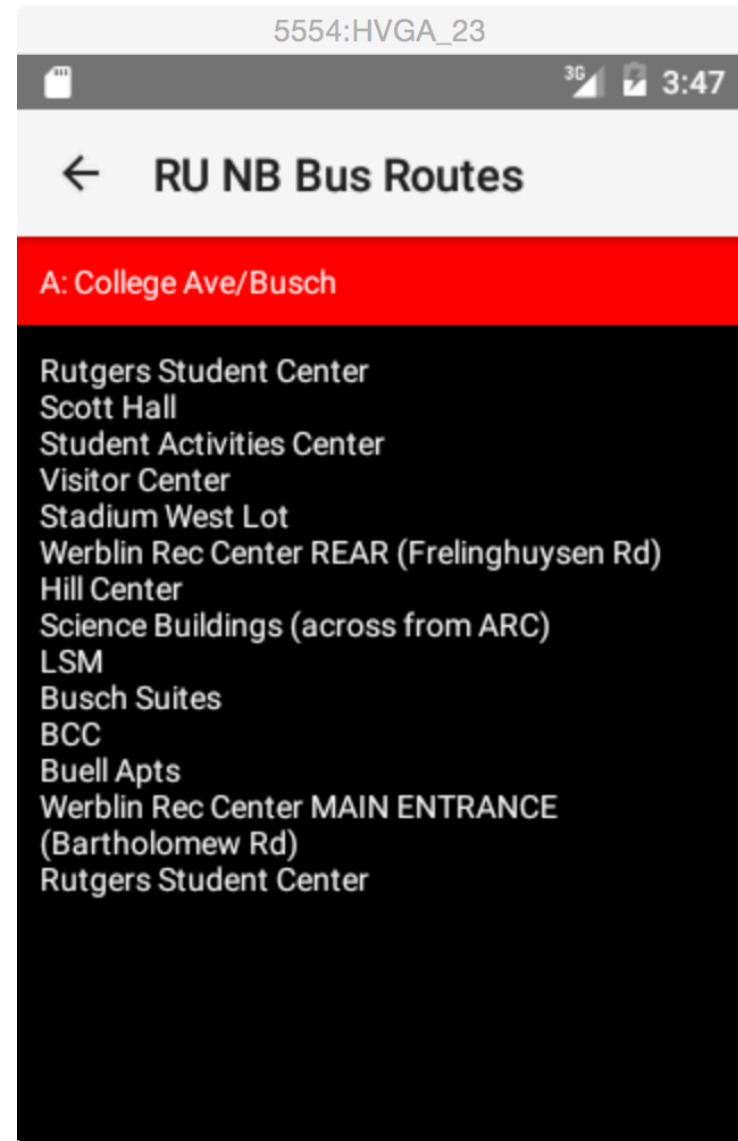 5554:HVGA_23
3G 3:47
RU NB Bus Routes
A: College Ave/Busch
Rutgers Student Center
Scott Hall
Student Activities Center
Visitor Center
Stadium West Lot
Werblin Rec Center REAR (Frelinghuysen Rd)
Hill Center
Science Buildings (across from ARC)
LSM
Busch Suites
BCC
Buell Apts
Werblin Rec Center MAIN ENTRANCE
(Bartholomew Rd)
Rutgers Student Center